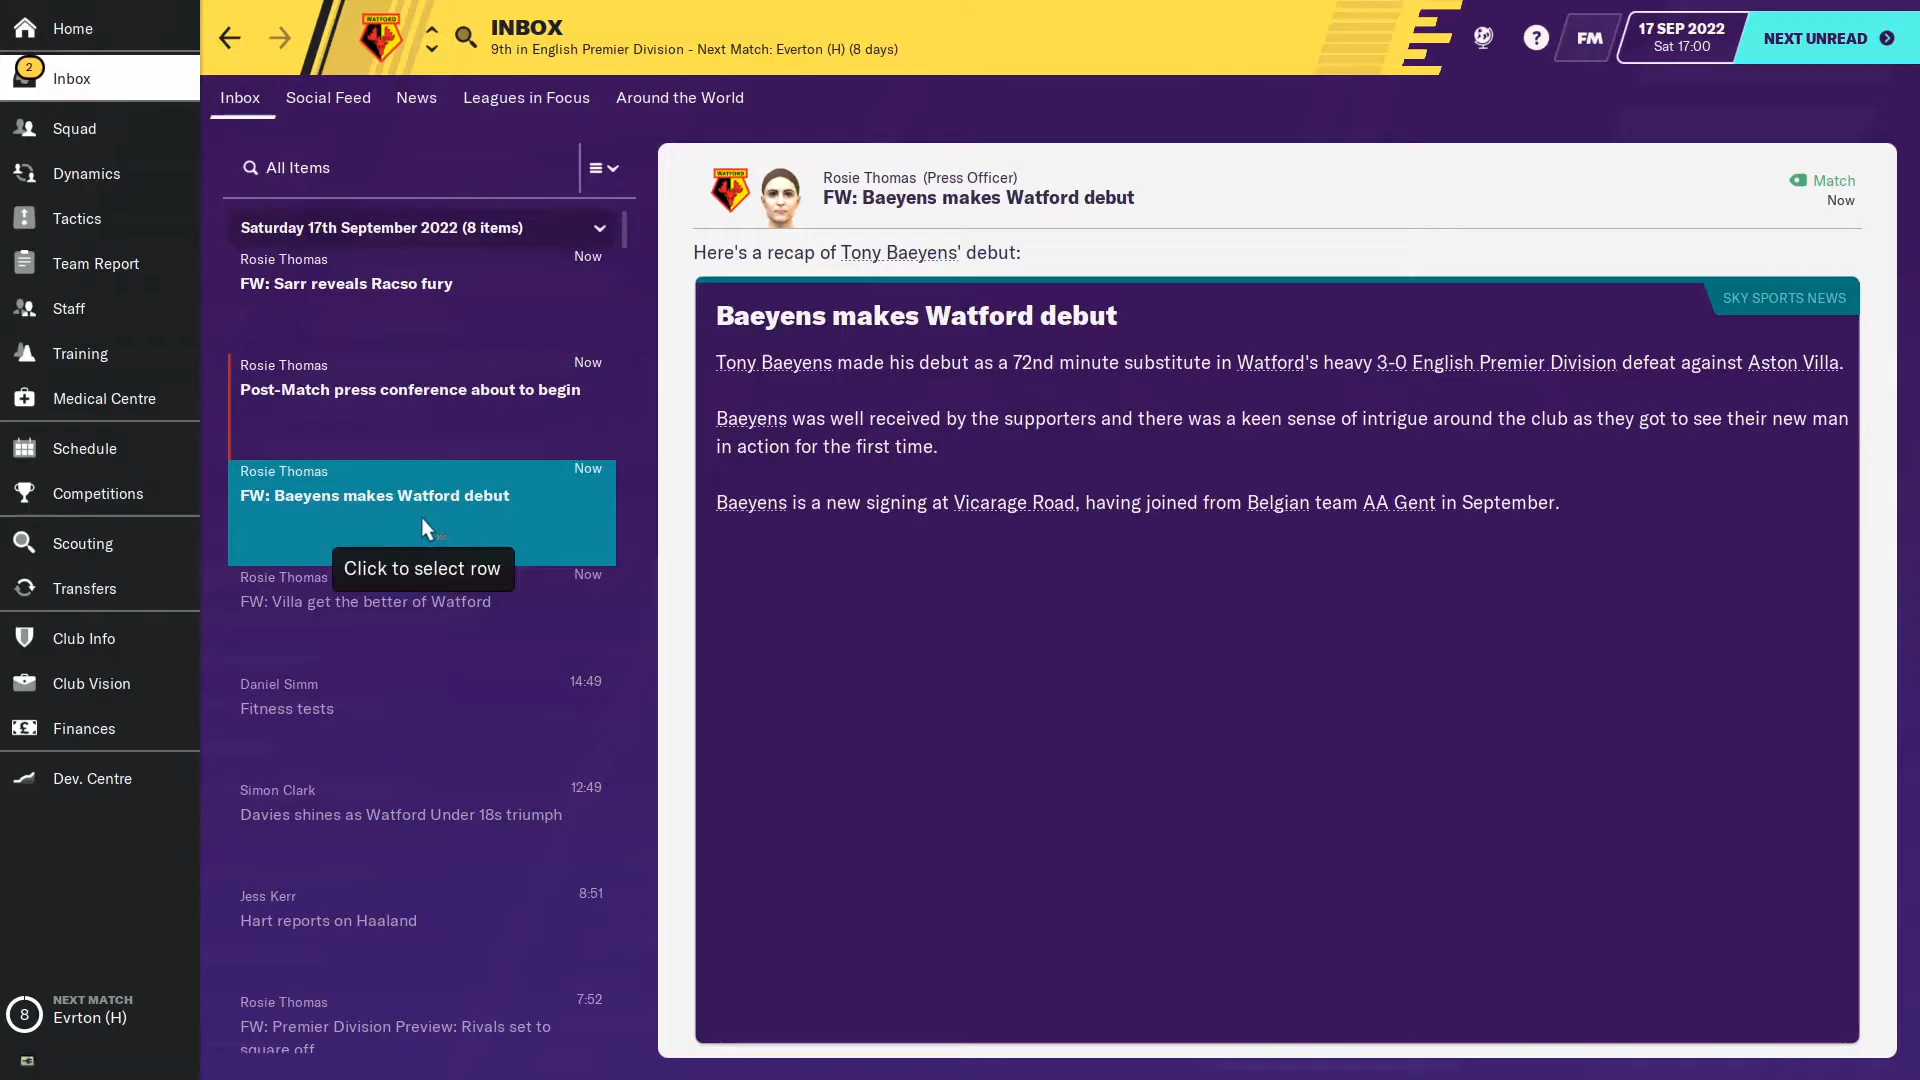 Home
2
Inbox
Squad
Dynamics
Tactics
Team Report
Staff
Training
Medical Centre
Schedule
Competitions
Scouting
Transfers
Club Info
Club Vision
Finances
Dev. Centre
8
NEXT MATCH
Evrton (H)
WATFORD
INBOX
9th in English Premier Division - Next Match: Everton (H) (8 days)
?
FM
17 SEP 2022
Sat 17:00
NEXT UNREAD
Inbox
Social Feed
News
Leagues in Focus
Around the World
All Items
Saturday 17th September 2022 (8 items)
Rosie Thomas
Now
FW: Sarr reveals Racso fury
Rosie Thomas
Now
Post-Match press conference about to begin
Rosie Thomas
Now
FW: Baeyens makes Watford debut
Click to select row
Rosie Thomas
Now
FW: Villa get the better of Watford
Daniel Simm
14:49
Fitness tests
Simon Clark
12:49
Davies shines as Watford Under 18s triumph
Jess Kerr
8:51
Hart reports on Haaland
Rosie Thomas
7:52
FW: Premier Division Preview: Rivals set to
square off
WATFORD
Rosie Thomas (Press Officer)
FW: Baeyens makes Watford debut
Match
Now
Here's a recap of Tony Baeyens' debut:
SKY SPORTS NEWS
Baeyens makes Watford debut
Tony Baeyens made his debut as a 72nd minute substitute in Watford's heavy 3-0 English Premier Division defeat against Aston Villa.
Baeyens was well received by the supporters and there was a keen sense of intrigue around the club as they got to see their new man
in action for the first time.
Baeyens is a new signing at Vicarage Road, having joined from Belgian team AA Gent in September.